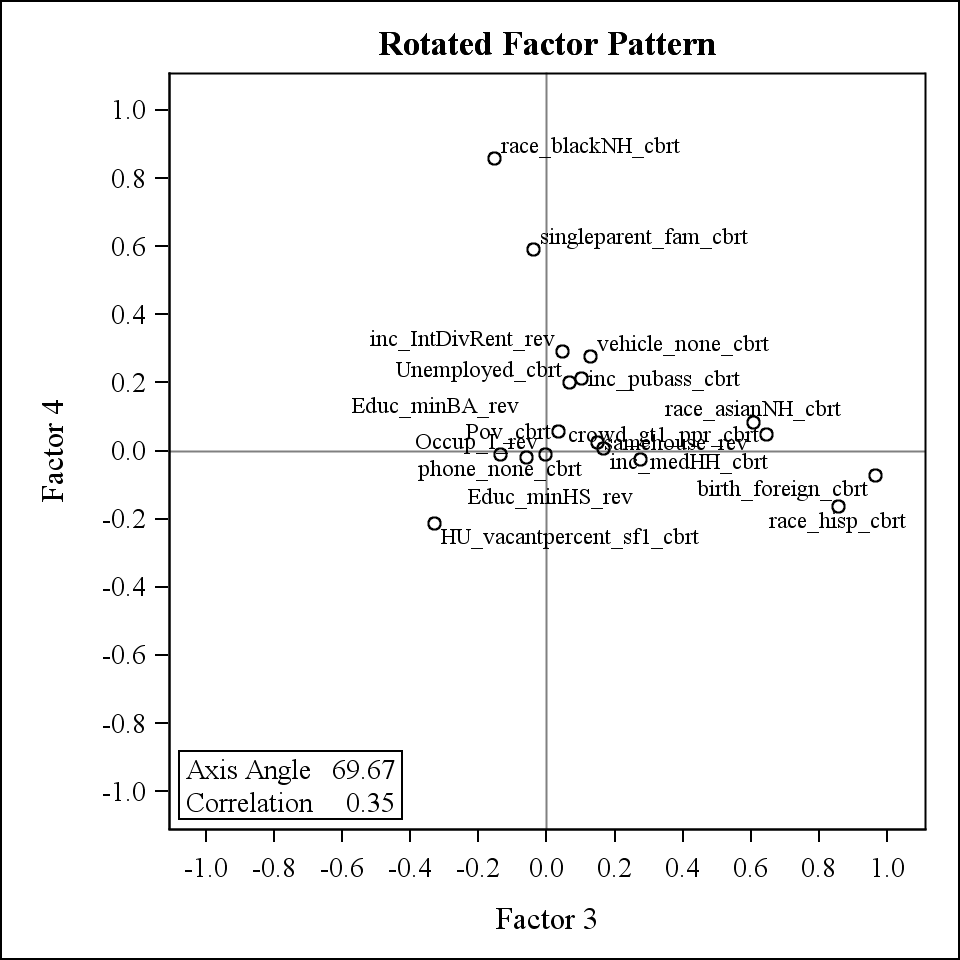 Rotated Factor Pattern
1.0
race_blackNH_cbrt
0.8
singleparent_fam_cbrt
0.6
0.4
inc_IntDivRent_rev
vehicle_none_cbrt
Unemployed_cbrt
inc_pubass_cbrt
0.2
Educ_minBA_rev
race_asianNH_cbrt
Pov_cbrt
crowd_gt1_ppr_cbrt
Occup_1_rev
samehouse_rev
0.0
inc_medHH_cbrt
phone_none_cbrt
birth_foreign_cbrt
Educ_minHS_rev
-0.2
race_hisp_cbrt
HU_vacantpercent_sf1_cbrt
-0.4
-0.6
-0.8
-1.0
Factor 4
Axis Angle 69.67
Correlation 0.35
-1.0 -0.8 -0.6 -0.4 -0.2 0.0 0.2 0.4 0.6 0.8 1.0
Factor 3